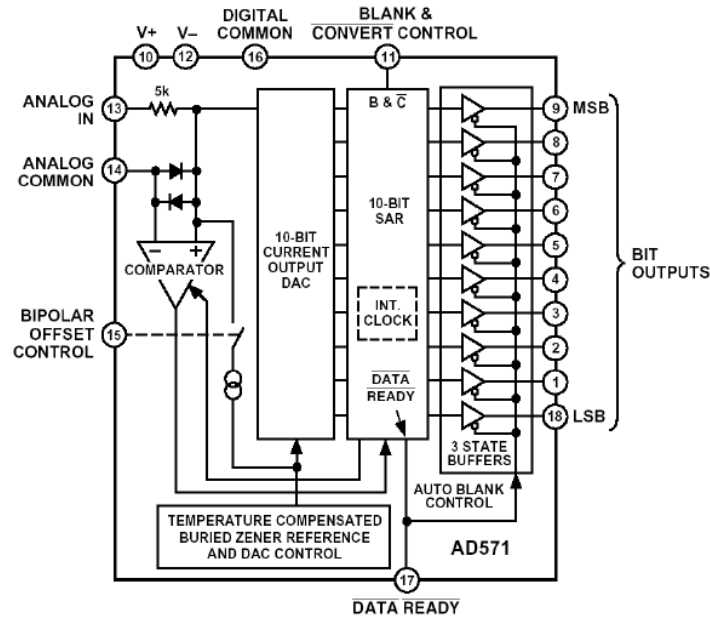 V+
10
V–
12
DIGITAL
COMMON
16
BLANK &
CONVERT CONTROL
11
ANALOG
IN
13
5k
ANALOG
COMMON
14
– +
COMPARATOR
BIPOLAR
OFFSET
CONTROL
15
10-BIT
CURRENT
OUTPUT
DAC
B & C
10-BIT
SAR
INT.
CLOCK
DATA
READY
9 MSB
8
7
6
5
4
3
2
1
18 LSB
BIT
OUTPUTS
3 STATE
BUFFERS
AUTO BLANK
CONTROL
TEMPERATURE COMPENSATED
BURIED ZENER REFERENCE
AND DAC CONTROL
AD571
17
DATA READY